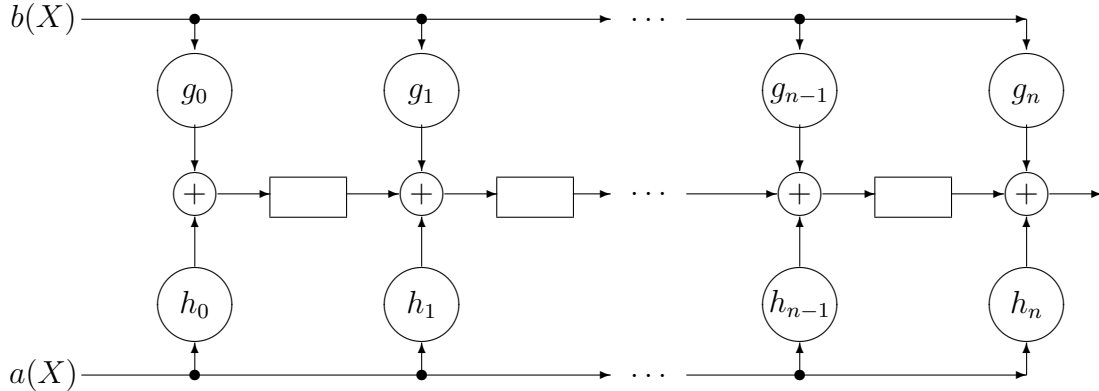 b(X) · · ·
g₀ g₁ gₙ₋₁ gₙ
+ + · · · + +
h₀ h₁ hₙ₋₁ hₙ
a(X) · · ·